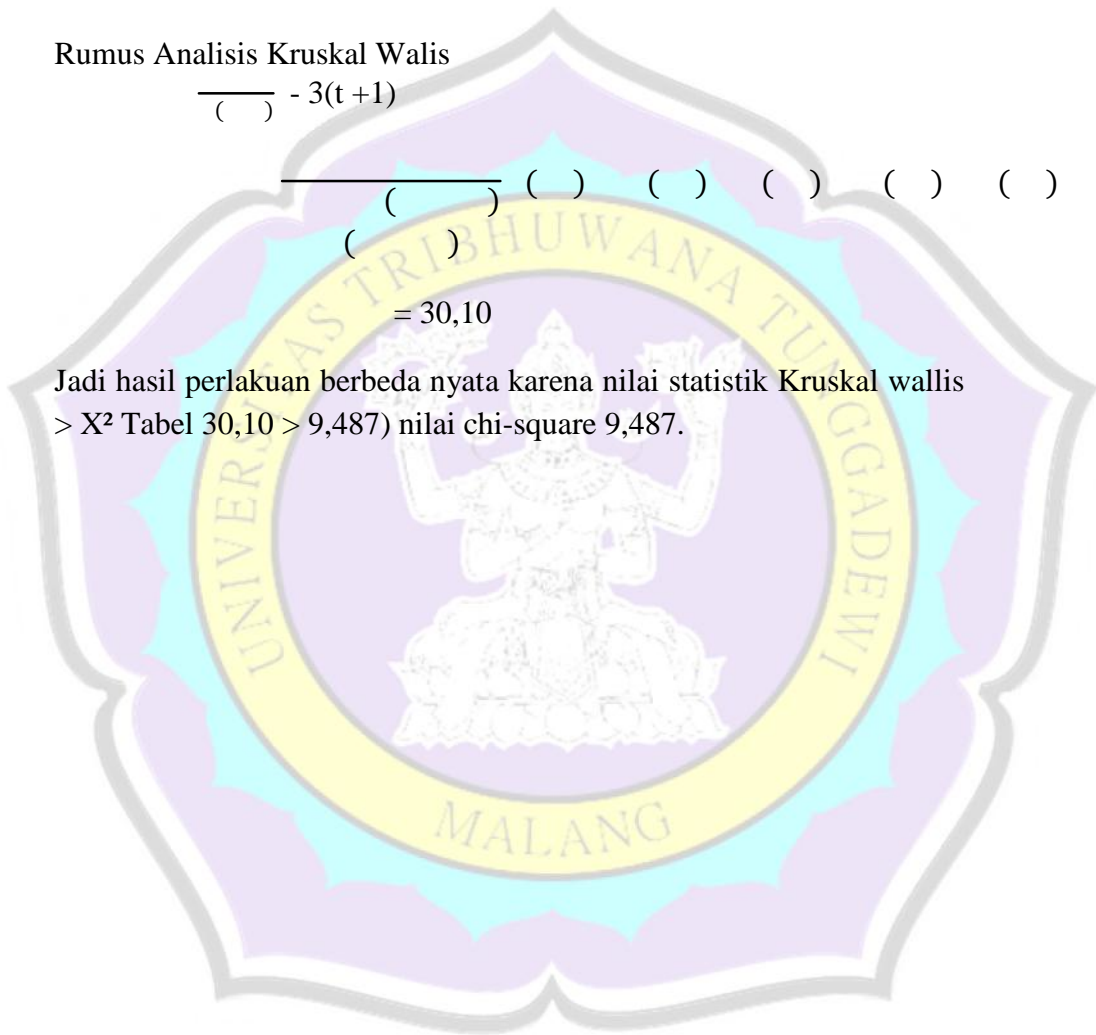 Rumus Analisis Kruskal Walis
( ) - 3(t +1)
( ) ( ) ( ) ( ) ( ) ( )
( )
= 30,10
Jadi hasil perlakuan berbeda nyata karena nilai statistik Kruskal wallis
> X² Tabel 30,10 > 9,487) nilai chi-square 9,487.
UNIVERSITAS TRIBHUWANA TUNGGADEWI
MALANG